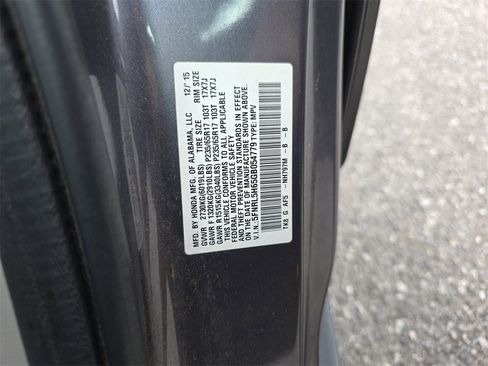 MFD. BY HONDA MFG. OF ALABAMA, LLC 12/'15
TIRE SIZE RIM SIZE
GVWR 2730KG(6019LBS)
GAWR F 1320KG(2910LBS) P235/65R17 103T 17X7J
GAWR R1515KG(3340LBS) P235/65R17 103T 17X7J
THIS VEHICLE CONFORMS TO ALL APPLICABLE
FEDERAL MOTOR VEHICLE SAFETY
AND THEFT PREVENTION STANDARDS IN EFFECT
ON THE DATE OF MANUFACTURE SHOWN ABOVE.
V.I.N.:5FNRL5H65GB054779 TYPE: MPV
TK8 G AF5 -NH797M -B -B